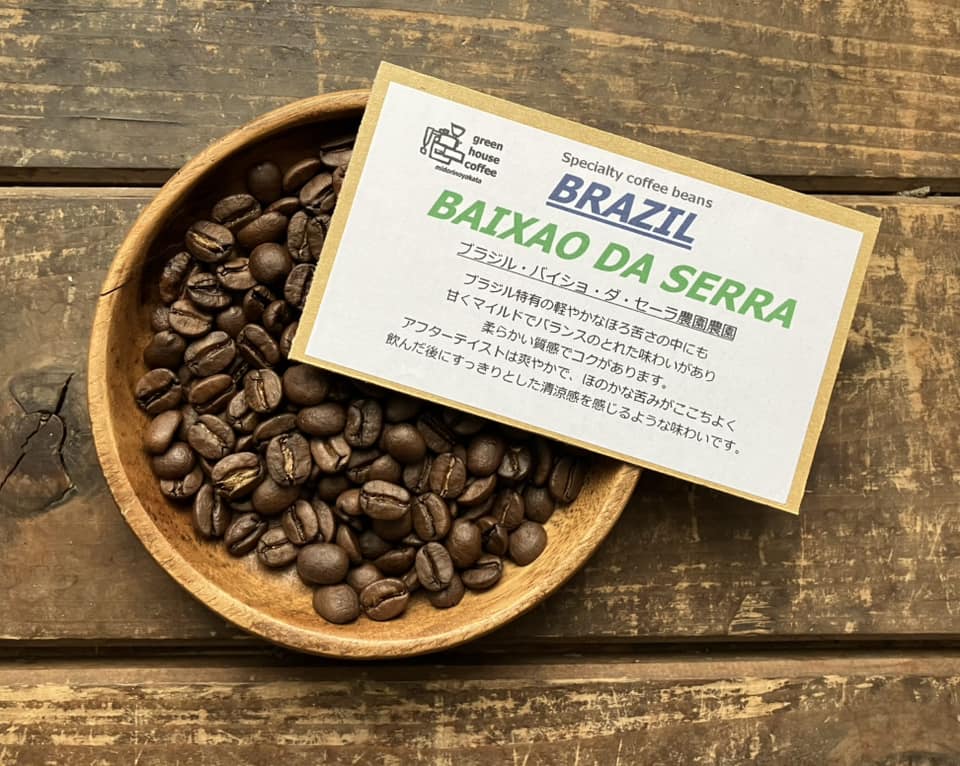 green
house
coffee
midorinoyakata
Specialty coffee beans
BRAZIL
BAIXAO DA SERRA
ブラジル・バイショ・ダ・セーラ農園農園
ブラジル特有の軽やかなほろ苦さの中にも
甘くマイルドでバランスのとれた味わいがあり
柔らかい質感でコクがあります。
アフターテイストは爽やかで、ほのかな苦みがここちよく
飲んだ後にすっきりとした清涼感を感じるような味わいです。